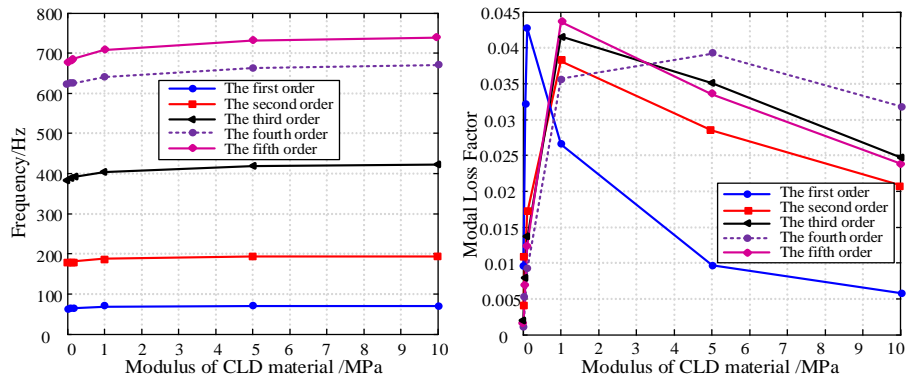 800
700
600
500
400
300
200
100
0
Frequency/Hz
The first order
The second order
The third order
The fourth order
The fifth order
0 1 2 3 4 5 6 7 8 9 10
Modulus of CLD material /MPa
0.045
0.04
0.035
0.03
0.025
0.02
0.015
0.01
0.005
0
Modal Loss Factor
The first order
The second order
The third order
The fourth order
The fifth order
0 1 2 3 4 5 6 7 8 9 10
Modulus of CLD material /MPa